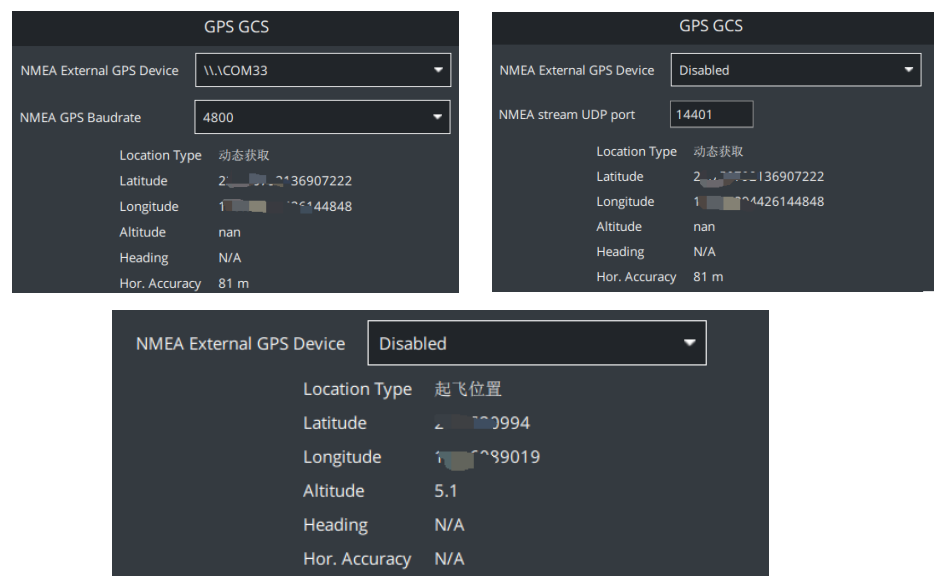 GPS GCS
NMEA External GPS Device \\.\COM33
NMEA GPS Baudrate 4800
Location Type 动态获取
Latitude 136907222
Longitude 144848
Altitude nan
Heading N/A
Hor. Accuracy 81 m
GPS GCS
NMEA External GPS Device Disabled
NMEA stream UDP port 14401
Location Type 动态获取
Latitude 136907222
Longitude 4426144848
Altitude nan
Heading N/A
Hor. Accuracy 81 m
NMEA External GPS Device Disabled
Location Type 起飞位置
Latitude 0994
Longitude 89019
Altitude 5.1
Heading N/A
Hor. Accuracy N/A